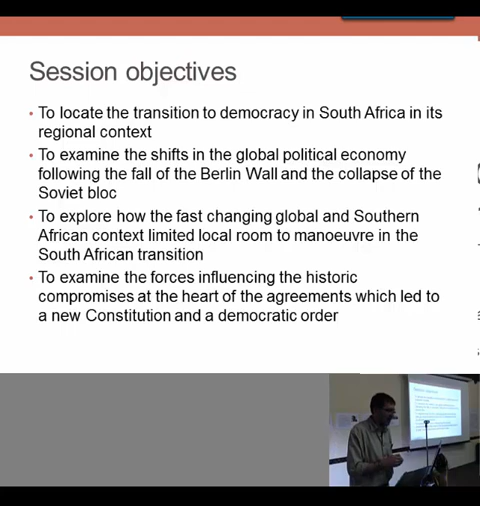 Session objectives
• To locate the transition to democracy in South Africa in its
regional context
• To examine the shifts in the global political economy
following the fall of the Berlin Wall and the collapse of the
Soviet bloc
• To explore how the fast changing global and Southern
African context limited local room to manoeuvre in the
South African transition
• To examine the forces influencing the historic
compromises at the heart of the agreements which led to
a new Constitution and a democratic order